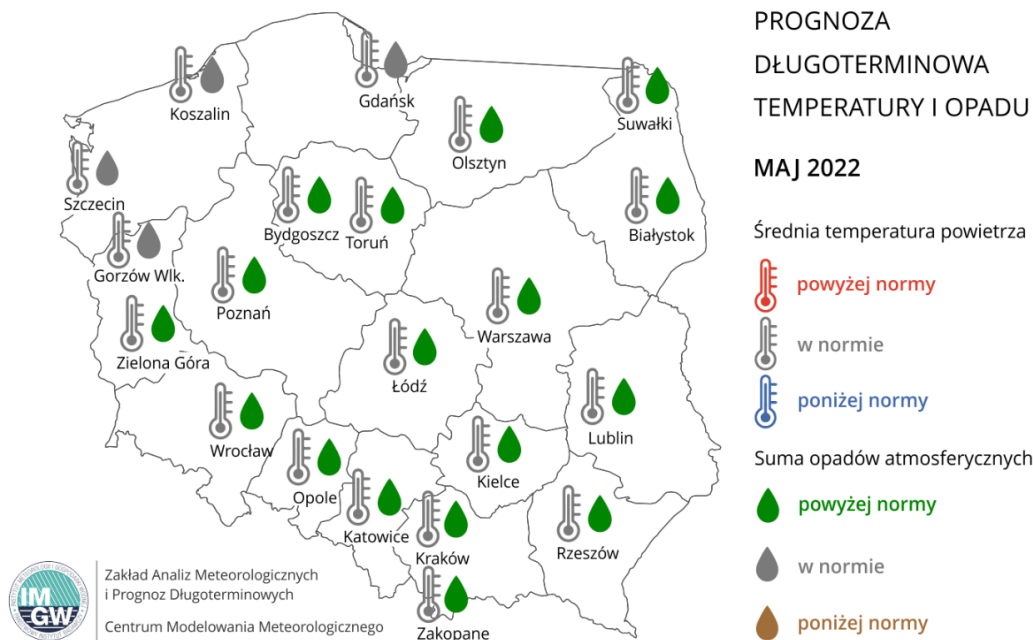 PROGNOZA
DŁUGOTERMINOWA
TEMPERATURY I OPADU
MAJ 2022
Średnia temperatura powietrza
powyżej normy
w normie
poniżej normy
Suma opadów atmosferycznych
powyżej normy
w normie
poniżej normy
Koszalin
Gdańsk
Suwałki
Olsztyn
Szczecin
Bydgoszcz
Toruń
Białystok
Gorzów Wlk.
Poznań
Warszawa
Zielona Góra
Łódź
Lublin
Wrocław
Opole
Kielce
Katowice
Kraków
Rzeszów
Zakopane
IM
GW
Zakład Analiz Meteorologicznych
i Prognoz Długoterminowych
Centrum Modelowania Meteorologicznego